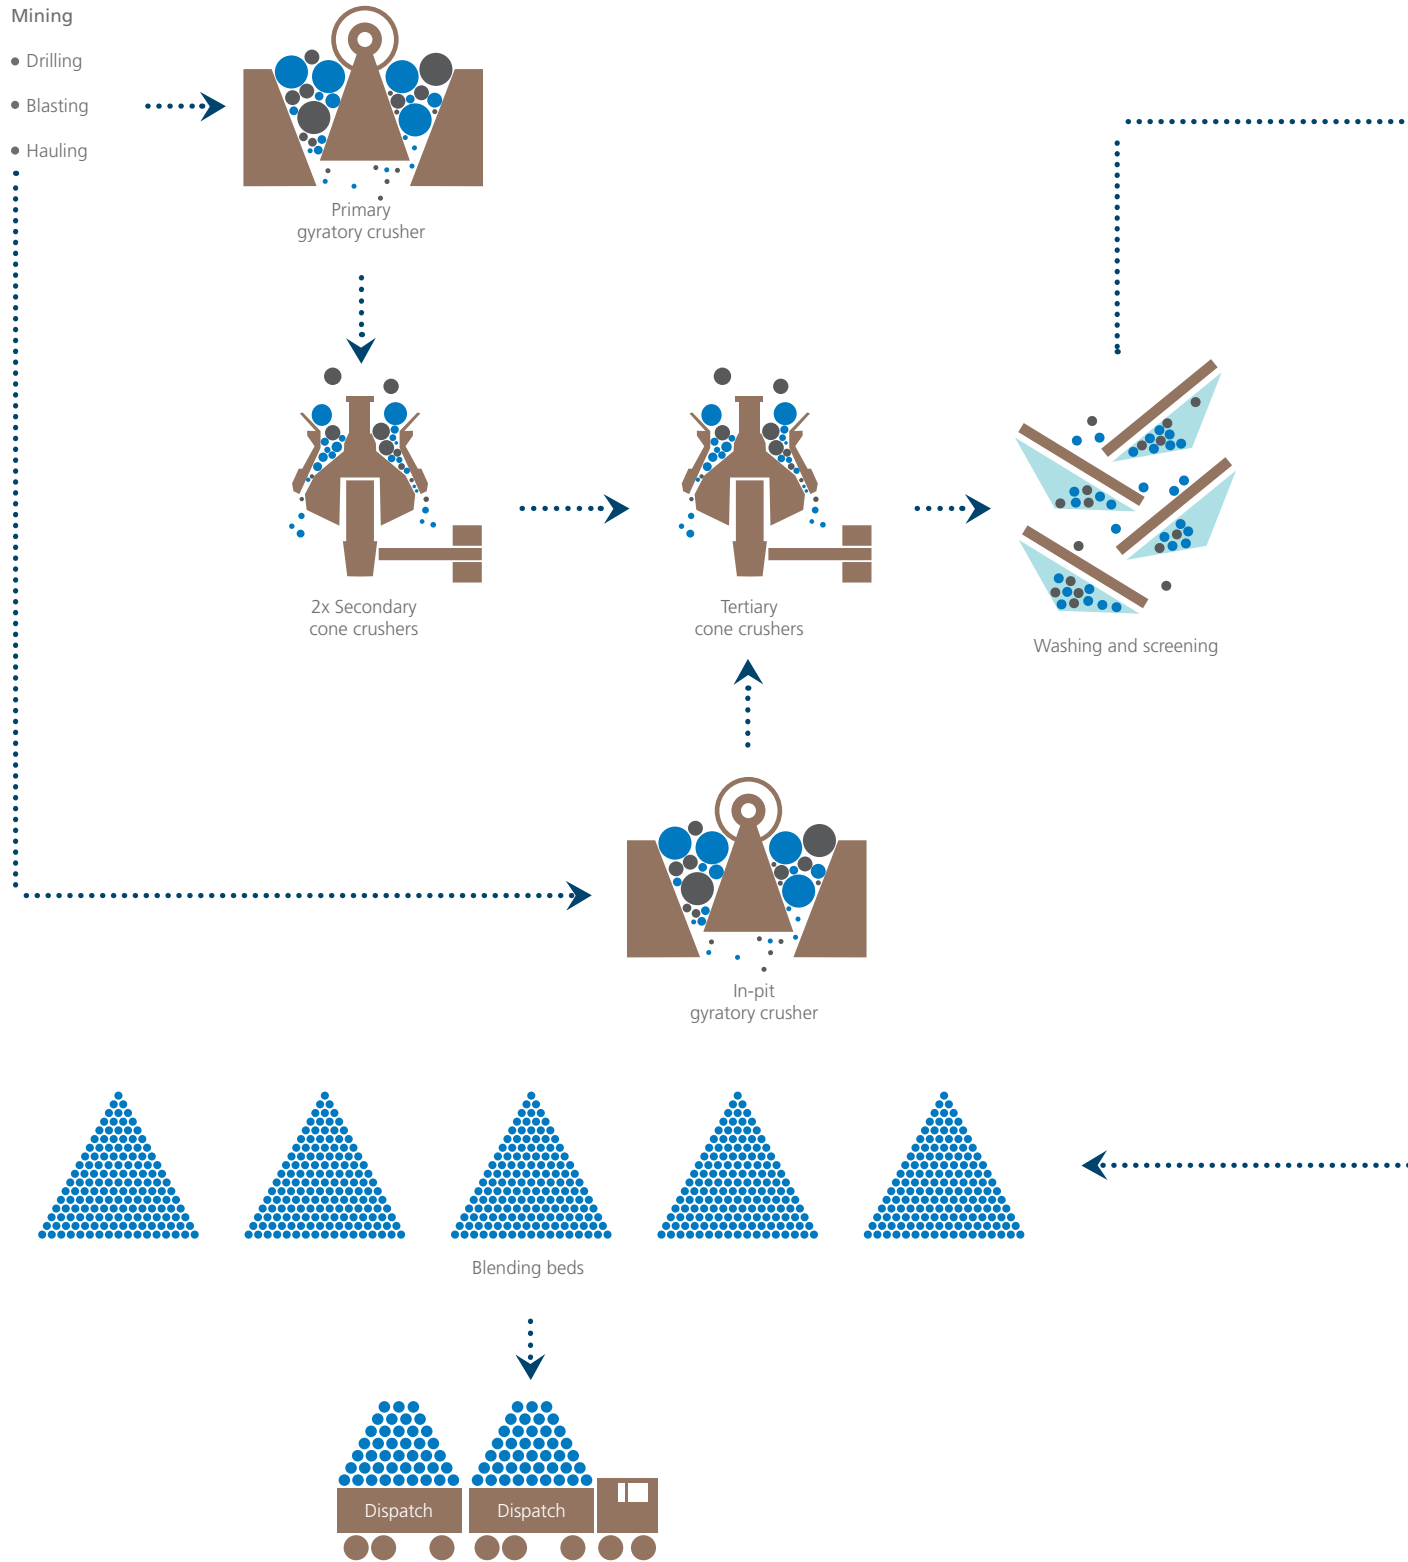 Mining
• Drilling
• Blasting
• Hauling
Primary
gyratory crusher
2x Secondary
cone crushers
Tertiary
cone crushers
Washing and screening
In-pit
gyratory crusher
Blending beds
Dispatch
Dispatch